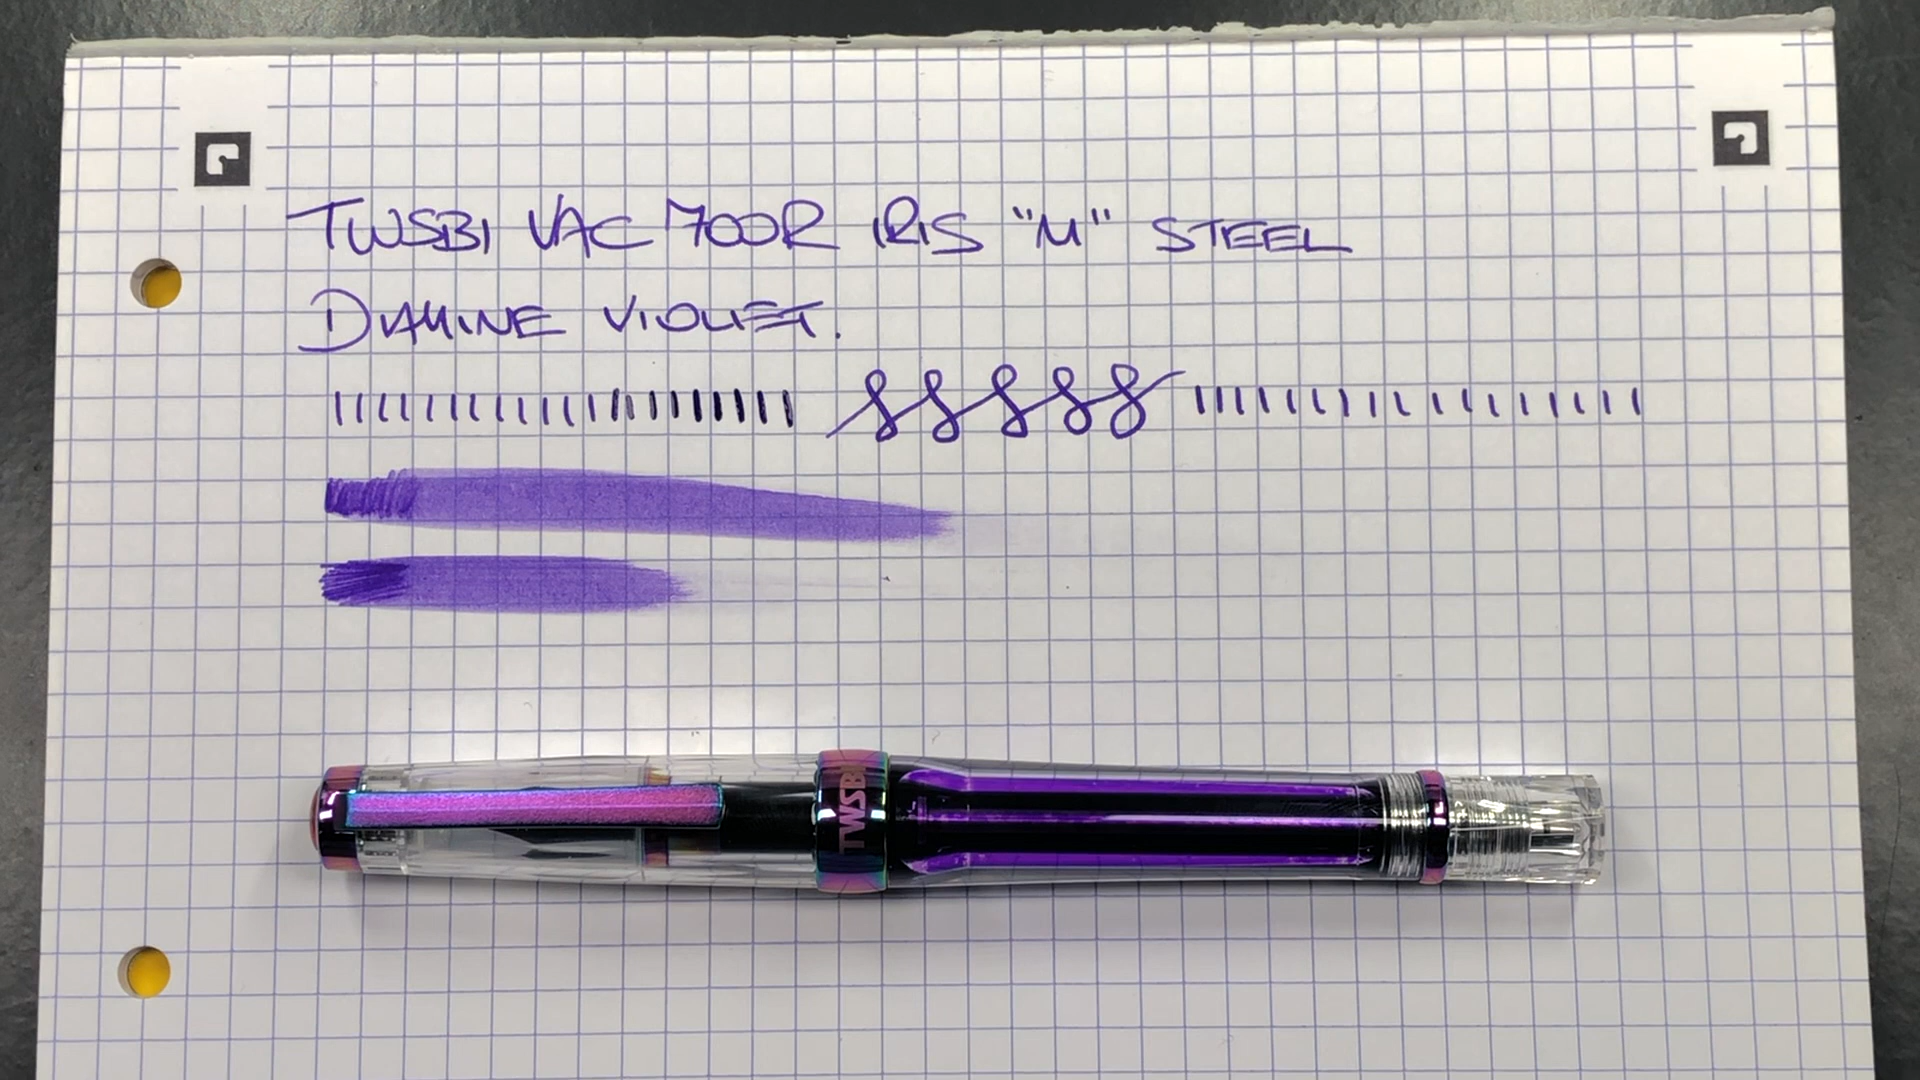 TWSBI VAC 700R IRIS "M" STEEL
DIAMINE VIOLET.
TWSBI